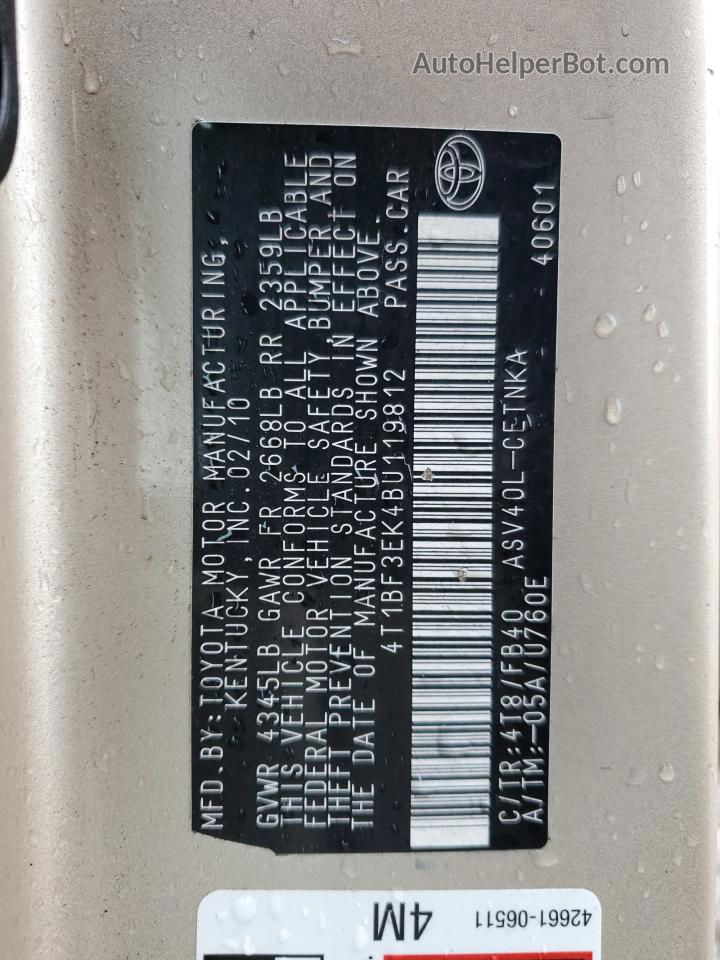 AutoHelperBot.com
MFD.BY:TOYOTA MOTOR MANUFACTURING,
KENTUCKY, INC. 02/10
GVWR 4345LB GAWR FR 2668LB RR 2359LB
THIS VEHICLE CONFORMS TO ALL APPLICABLE
FEDERAL MOTOR VEHICLE SAFETY, BUMPER, AND
THEFT PREVENTION STANDARDS IN EFFECT ON
THE DATE OF MANUFACTURE SHOWN ABOVE.
4T1BF3EK4BU119812 PASS.CAR
C/TR:4T8/FB40 ASV40L-CETNKA
A/TM:-05A/U760E 40601
42661-06511
4M